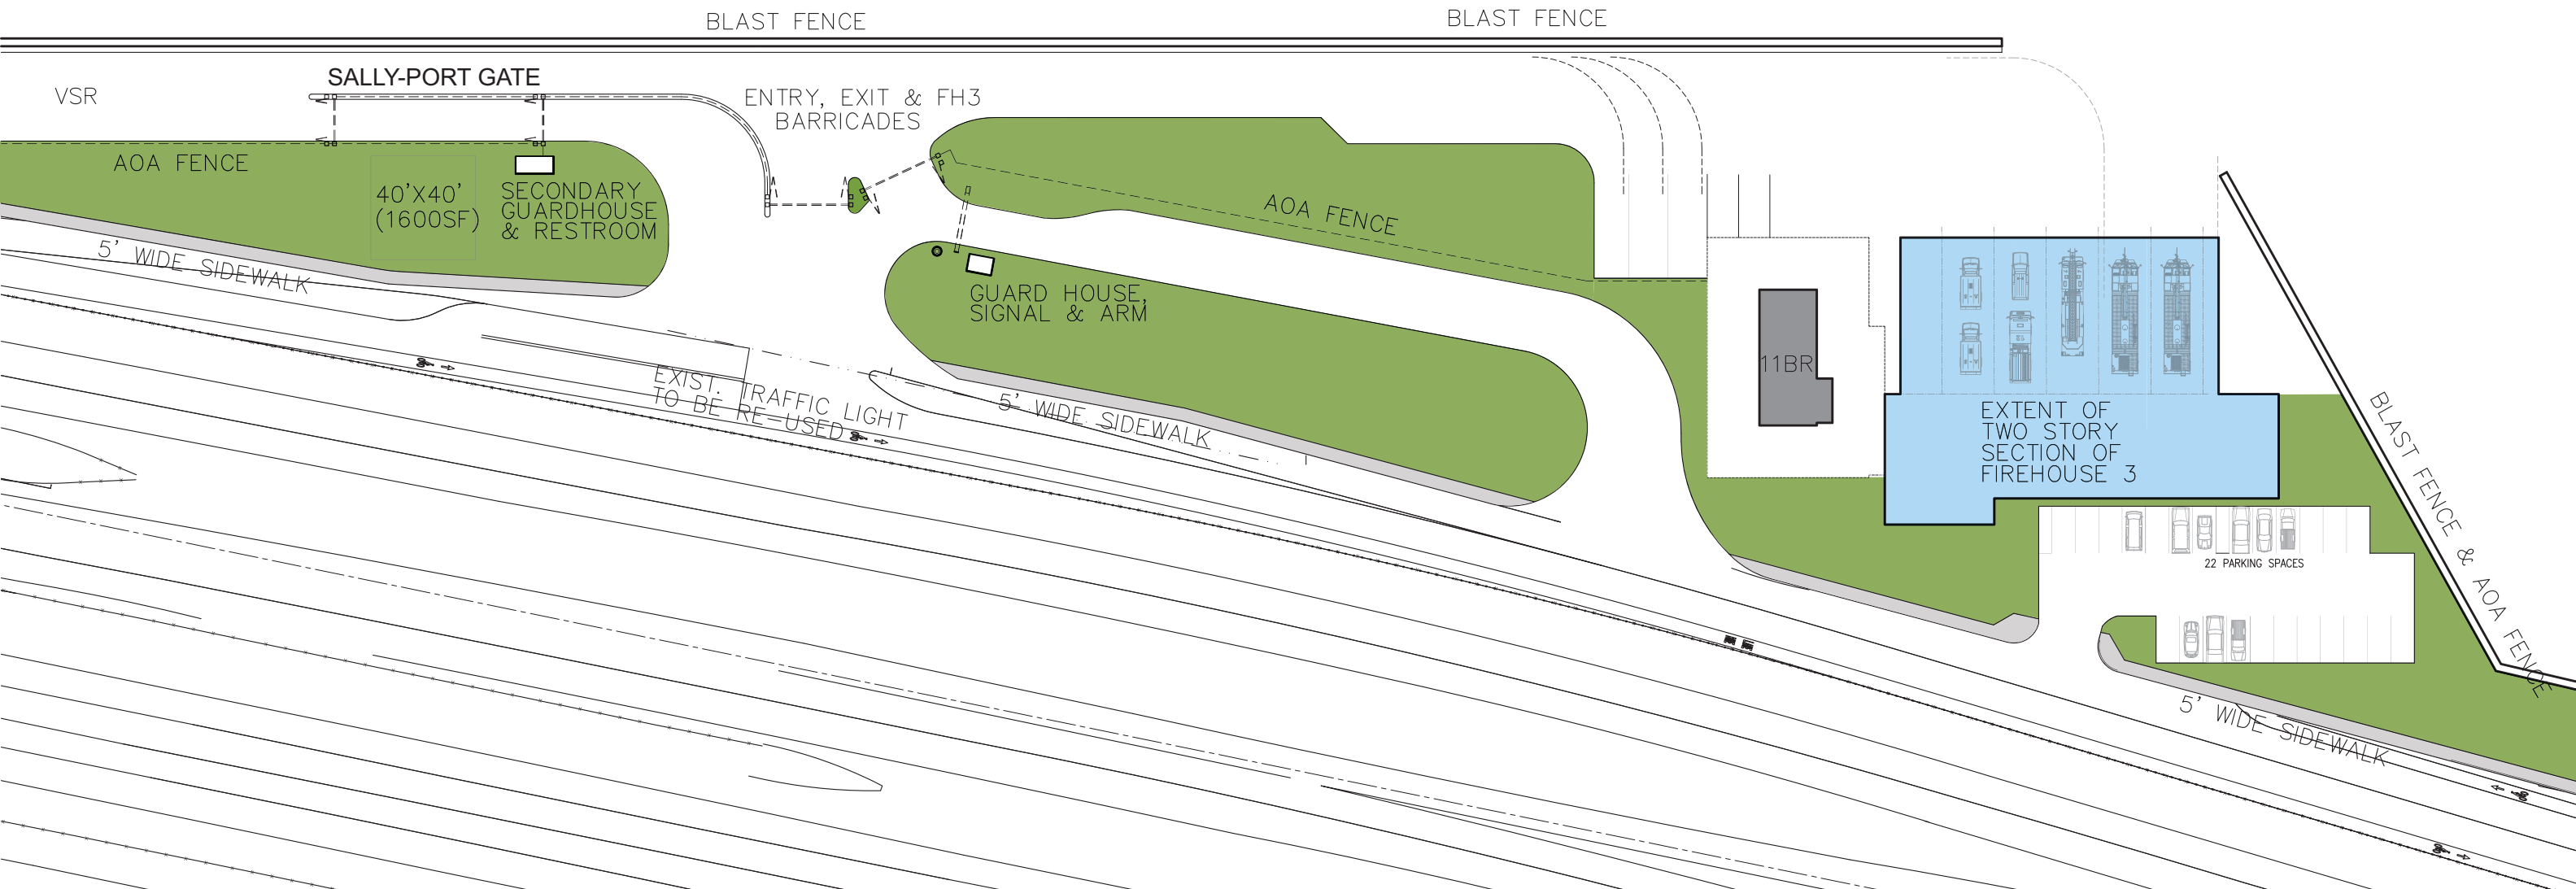 BLAST FENCE
BLAST FENCE
SALLY-PORT GATE
VSR
ENTRY, EXIT & FH3
BARRICADES
AOA FENCE
40'X40'
(1600SF)
SECONDARY
GUARDHOUSE
& RESTROOM
AOA FENCE
5' WIDE SIDEWALK
GUARD HOUSE,
SIGNAL & ARM
11BR
EXIST. TRAFFIC LIGHT
TO BE RE-USED
5' WIDE SIDEWALK
EXTENT OF
TWO STORY
SECTION OF
FIREHOUSE 3
BLAST FENCE & AOA FENCE
22 PARKING SPACES
5' WIDE SIDEWALK